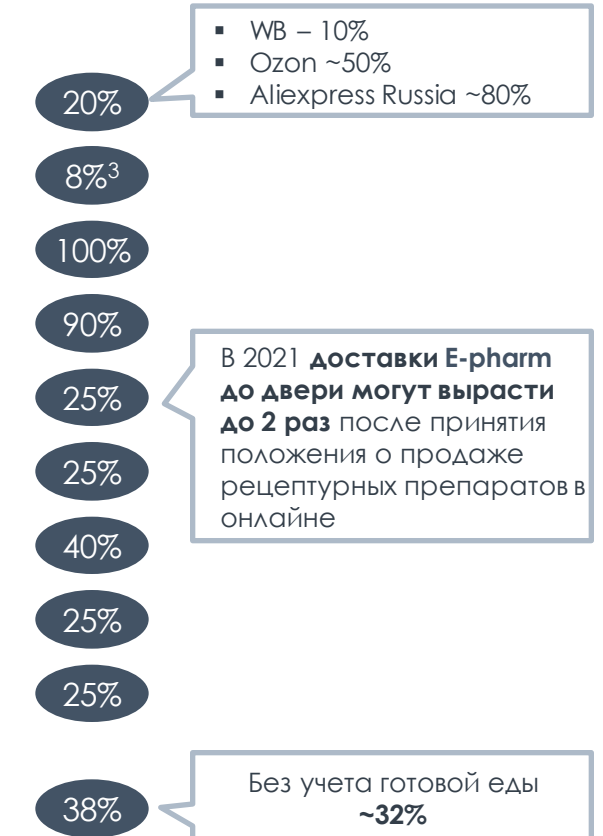 ▪ WB – 10%
▪ Ozon ~50%
▪ Aliexpress Russia ~80%
20%
8%³
100%
90%
В 2021 доставки E-pharm
до двери могут вырасти
до 2 раз после принятия
положения о продаже
рецептурных препаратов в
онлайне
25%
25%
40%
25%
25%
Без учета готовой еды
~32%
38%